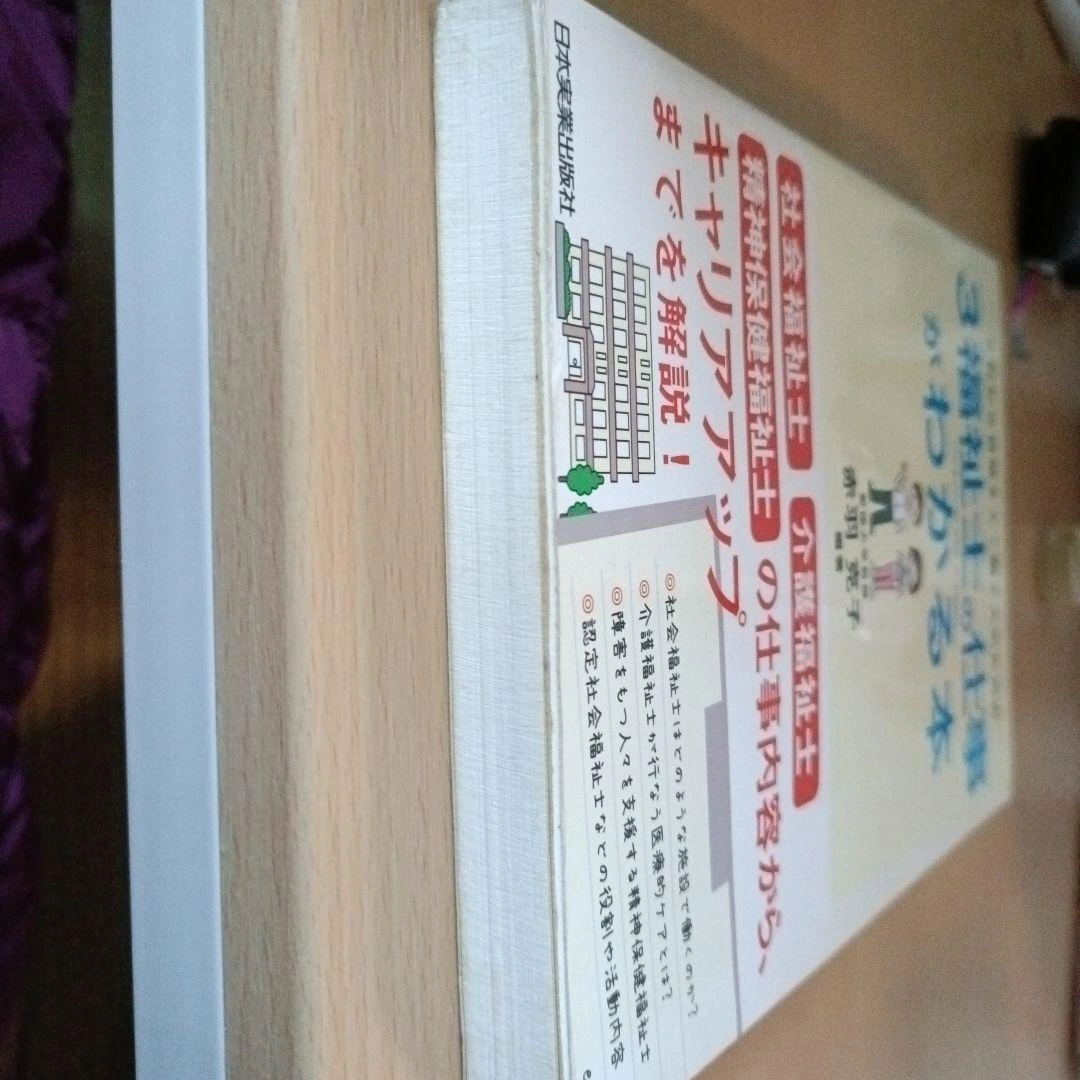 3福祉士の仕事
がわかる本
赤羽 克子
編著
社会福祉士 介護福祉士
精神保健福祉士の仕事内容から、
キャリアアップ
までを解説!
◎社会福祉士はどのような施設で働くのか?
◎介護福祉士が行なう医療的ケアとは?
◎障害をもつ人々を支援する精神保健福祉士
◎認定社会福祉士などの役割や活動内容
日本実業出版社